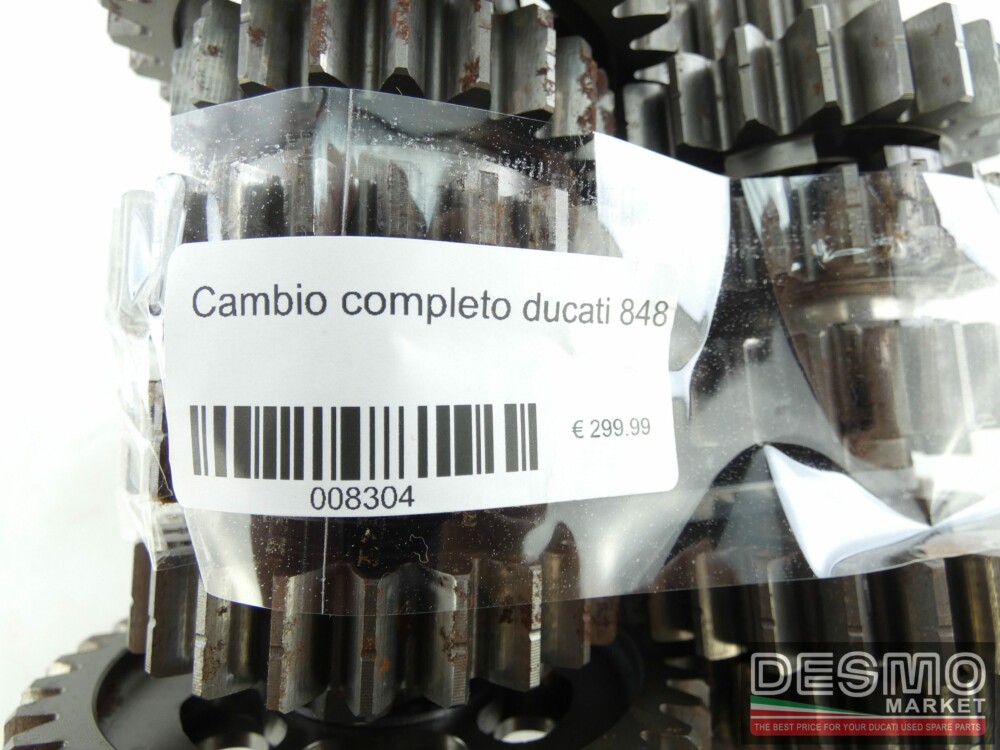 Cambio completo ducati 848
€ 299.99
008304
DESMO
MARKET
THE BEST PRICE FOR YOUR DUCATI USED SPARE PARTS